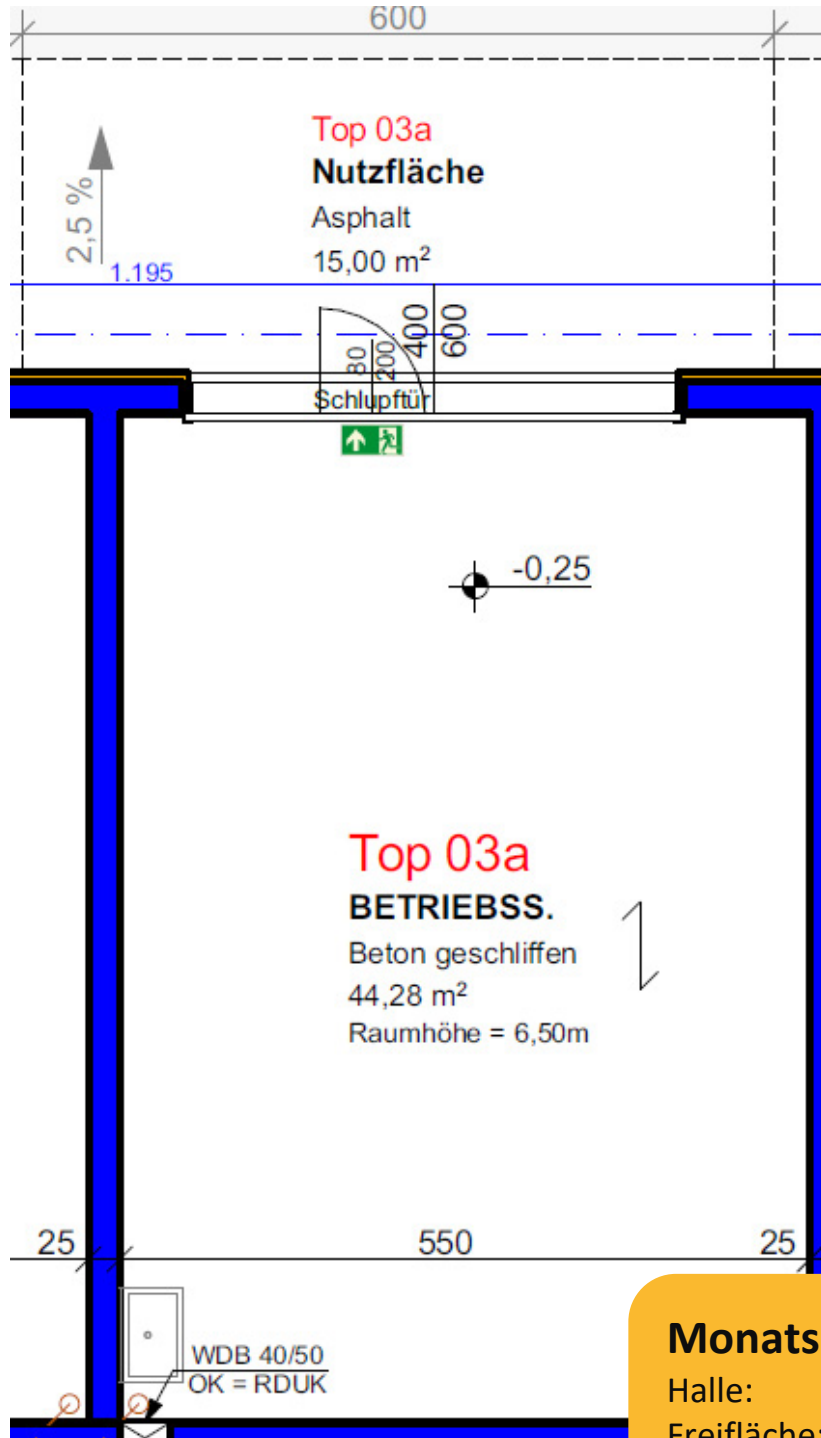 600
Top 03a
Nutzfläche
Asphalt
15,00 m²
2,5 %
1.195
80
200
400
600
Schlupftür
-0,25
Top 03a
BETRIEBSS.
Beton geschliffen
44,28 m²
Raumhöhe = 6,50m
25
550
25
WDB 40/50
OK = RDUK
Monats
Halle:
Freifläche: